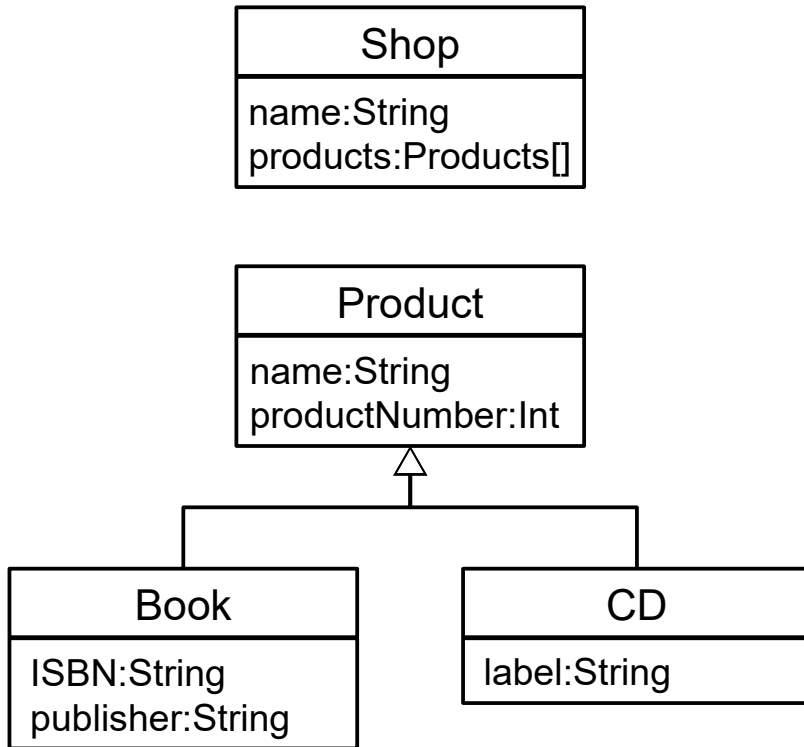 Shop
name:String
products:Products[]
Product
name:String
productNumber:Int
Book
ISBN:String
publisher:String
CD
label:String